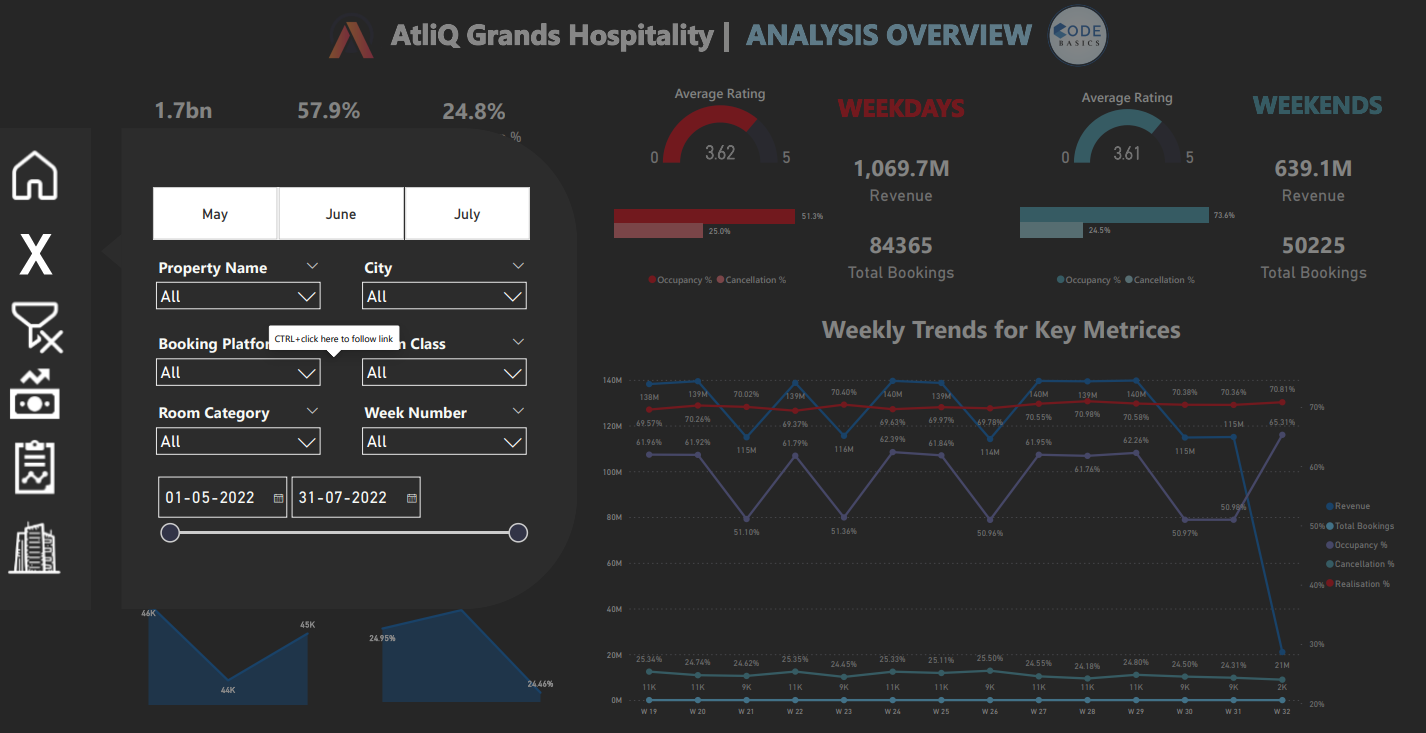 AtliQ Grands Hospitality | ANALYSIS OVERVIEW
CODE
BASICS
1.7bn
57.9%
24.8%
%
X
May
June
July
Property Name
All
City
All
Booking Platfo
CTRL+click here to follow link
Class
All
All
Room Category
All
Week Number
All
01-05-2022
31-07-2022
46K
44K
45K
24.95%
24.46%
Average Rating
3.62
0
5
WEEKDAYS
1,069.7M
Revenue
51.3%
25.0%
84365
Total Bookings
Occupancy %
Cancellation %
Average Rating
3.61
0
5
WEEKENDS
639.1M
Revenue
73.6%
24.5%
50225
Total Bookings
Occupancy %
Cancellation %
Weekly Trends for Key Metrices
140M
120M
100M
80M
60M
40M
20M
0M
138M
139M
115M
139M
116M
140M
139M
114M
140M
139M
140M
115M
115M
21M
69.57%
70.26%
70.02%
69.37%
70.40%
69.63%
69.97%
69.78%
70.55%
70.98%
70.58%
70.38%
70.36%
70.81%
61.96%
61.92%
51.10%
61.79%
51.36%
62.39%
61.84%
50.96%
61.95%
61.76%
62.26%
50.97%
50.98%
65.31%
25.34%
24.74%
24.62%
25.35%
24.45%
25.33%
25.11%
25.50%
24.55%
24.18%
24.80%
24.50%
24.31%
11K
11K
9K
11K
9K
11K
11K
9K
11K
11K
11K
9K
9K
2K
W 19
W 20
W 21
W 22
W 23
W 24
W 25
W 26
W 27
W 28
W 29
W 30
W 31
W 32
70%
60%
50%
40%
30%
20%
Revenue
Total Bookings
Occupancy %
Cancellation %
Realisation %